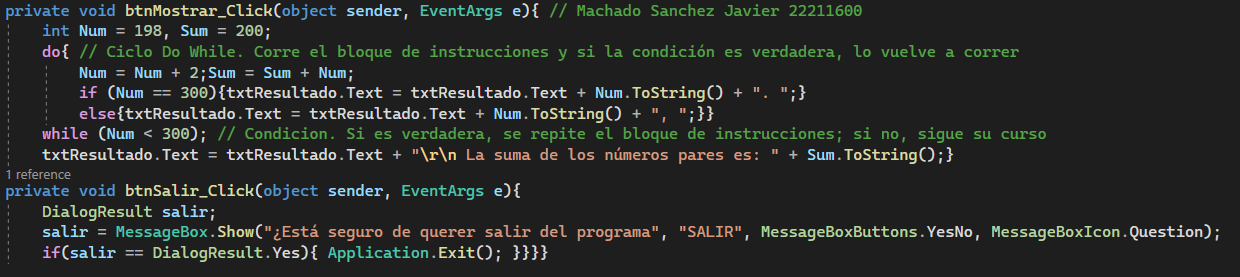 private void btnMostrar_Click(object sender, EventArgs e){ // Machado Sanchez Javier 22211600
int Num = 198, Sum = 200;
do{ // Ciclo Do While. Corre el bloque de instrucciones y si la condición es verdadera, lo vuelve a correr
Num = Num + 2;Sum = Sum + Num;
if (Num == 300){txtResultado.Text = txtResultado.Text + Num.ToString() + ". ";}
else{txtResultado.Text = txtResultado.Text + Num.ToString() + ", ";}}
while (Num < 300); // Condicion. Si es verdadera, se repite el bloque de instrucciones; si no, sigue su curso
txtResultado.Text = txtResultado.Text + "\r\n La suma de los números pares es: " + Sum.ToString();}
1 reference
private void btnSalir_Click(object sender, EventArgs e){
DialogResult salir;
salir = MessageBox.Show("¿Está seguro de querer salir del programa", "SALIR", MessageBoxButtons.YesNo, MessageBoxIcon.Question);
if(salir == DialogResult.Yes){ Application.Exit(); }}}}